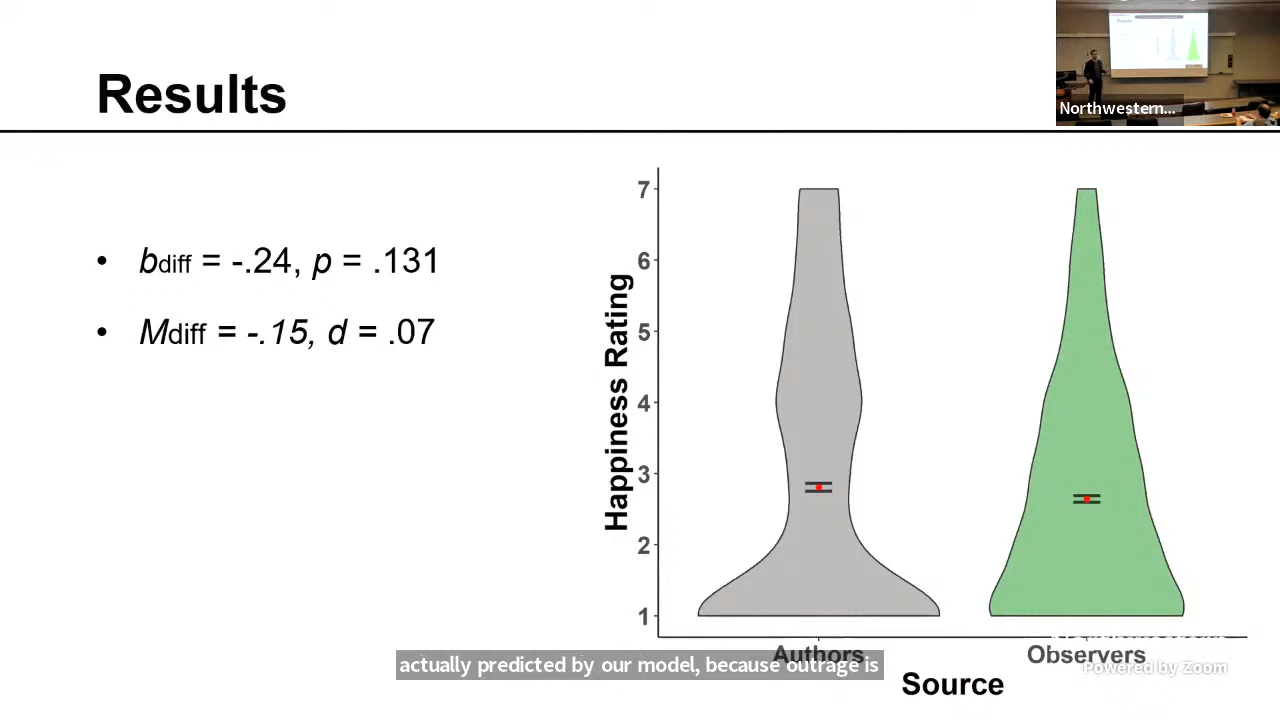 Results
Northwestern...
• bdiff = -.24, p = .131
• Mdiff = -.15, d = .07
Happiness Rating
7
6
5
4
3
2
1
Authors
Observers
Source
actually predicted by our model, because outrage is
Powered by Zoom